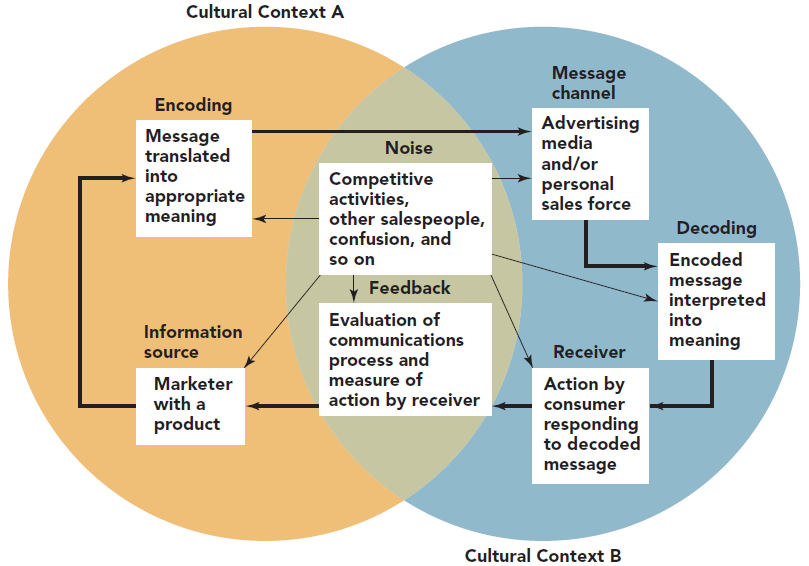 Cultural Context A
Encoding
Message
translated
into
appropriate
meaning
Noise
Competitive
activities,
other salespeople,
confusion, and
so on
Message
channel
Advertising
media
and/or
personal
sales force
Decoding
Encoded
message
interpreted
into
meaning
Feedback
Evaluation of
communications
process and
measure of
action by receiver
Information
source
Marketer
with a
product
Receiver
Action by
consumer
responding
to decoded
message
Cultural Context B